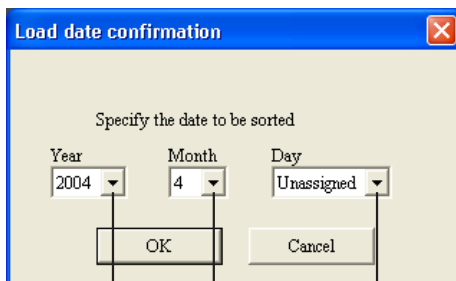 Load date confirmation
Specify the date to be sorted
Year Month Day
2004 4 Unassigned
OK Cancel